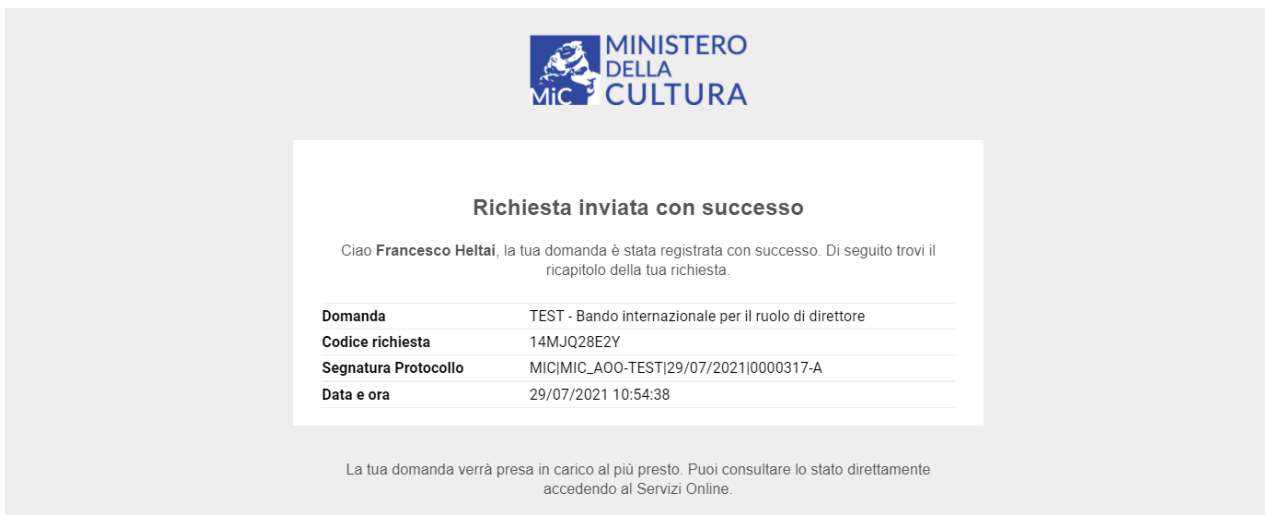 MiC
MINISTERO
DELLA
CULTURA
Richiesta inviata con successo
Ciao Francesco Heltai, la tua domanda è stata registrata con successo. Di seguito trovi il
ricapitolo della tua richiesta.
Domanda TEST - Bando internazionale per il ruolo di direttore
Codice richiesta 14MJQ28E2Y
Segnatura Protocollo MIC|MIC_AOO-TEST|29/07/2021|0000317-A
Data e ora 29/07/2021 10:54:38
La tua domanda verrà presa in carico al più presto. Puoi consultare lo stato direttamente
accedendo al Servizi Online.